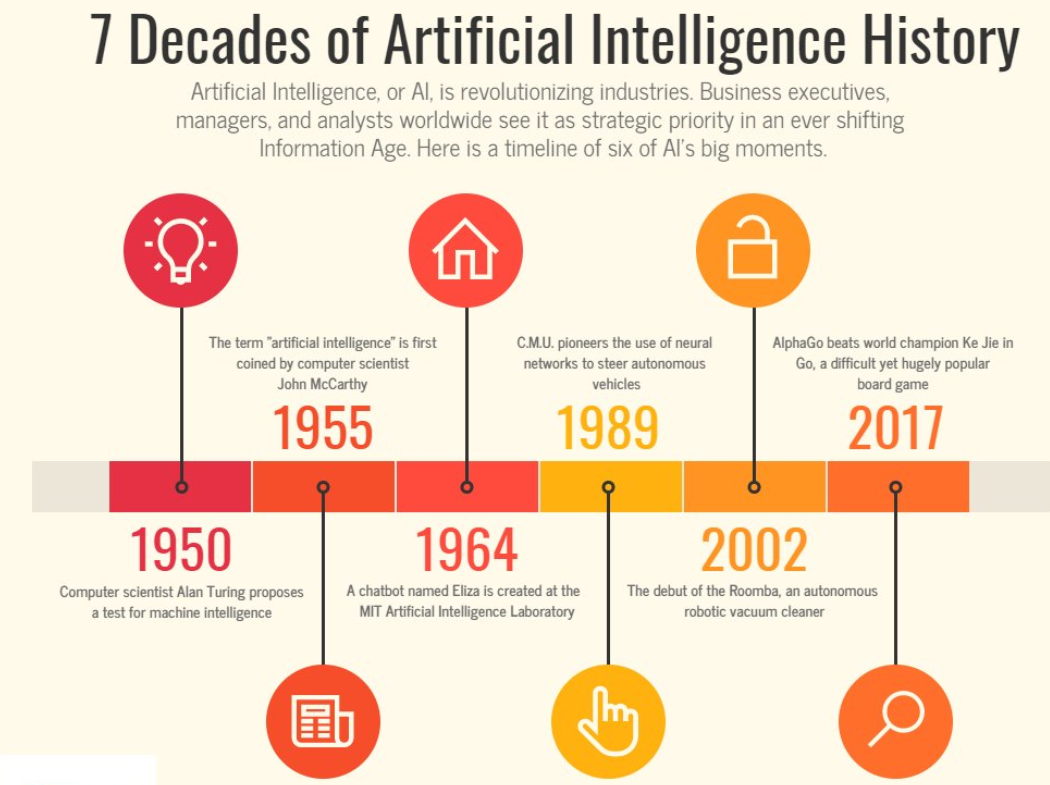 7 Decades of Artificial Intelligence History
Artificial Intelligence, or AI, is revolutionizing industries. Business executives,
managers, and analysts worldwide see it as strategic priority in an ever shifting
Information Age. Here is a timeline of six of AI's big moments.
1950
Computer scientist Alan Turing proposes
a test for machine intelligence
The term "artificial intelligence" is first
coined by computer scientist
John McCarthy
1955
1964
A chatbot named Eliza is created at the
MIT Artificial Intelligence Laboratory
C.M.U. pioneers the use of neural
networks to steer autonomous
vehicles
1989
2002
The debut of the Roomba, an autonomous
robotic vacuum cleaner
AlphaGo beats world champion Ke Jie in
Go, a difficult yet hugely popular
board game
2017